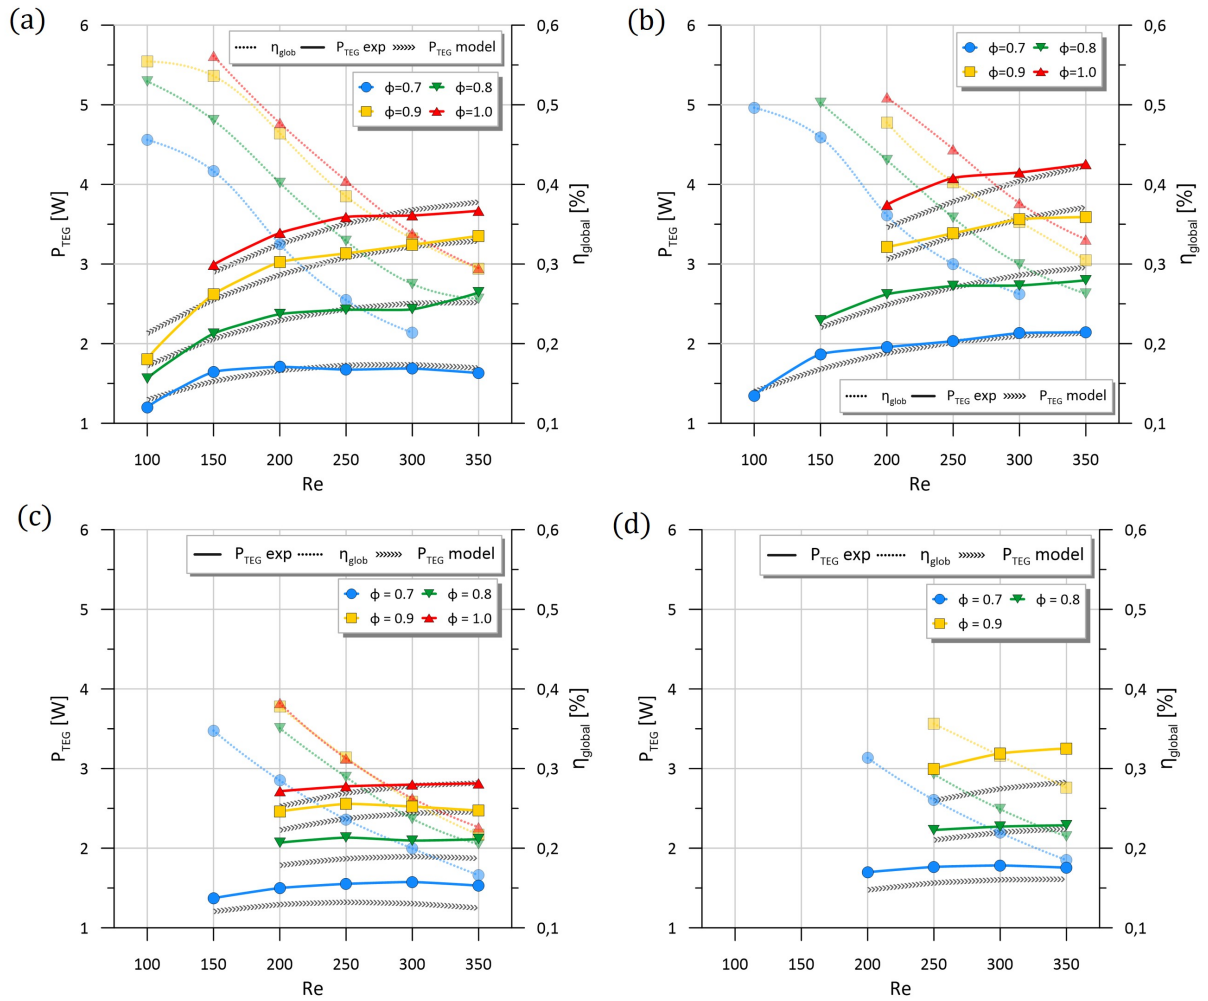 (a)
6
5
4
3
2
1
P_TEG [W]
0,6
0,5
0,4
0,3
0,2
0,1
η_global [%]
η_glob P_TEG exp P_TEG model
ϕ=0.7 ϕ=0.8
ϕ=0.9 ϕ=1.0
100 150 200 250 300 350
Re
(b)
6
5
4
3
2
1
P_TEG [W]
0,6
0,5
0,4
0,3
0,2
0,1
η_global [%]
ϕ=0.7 ϕ=0.8
ϕ=0.9 ϕ=1.0
η_glob P_TEG exp P_TEG model
100 150 200 250 300 350
Re
(c)
6
5
4
3
2
1
P_TEG [W]
0,6
0,5
0,4
0,3
0,2
0,1
η_global [%]
P_TEG exp η_glob P_TEG model
ϕ = 0.7 ϕ = 0.8
ϕ = 0.9 ϕ = 1.0
100 150 200 250 300 350
Re
(d)
6
5
4
3
2
1
P_TEG [W]
0,6
0,5
0,4
0,3
0,2
0,1
η_global [%]
P_TEG exp η_glob P_TEG model
ϕ = 0.7 ϕ = 0.8
ϕ = 0.9
100 150 200 250 300 350
Re